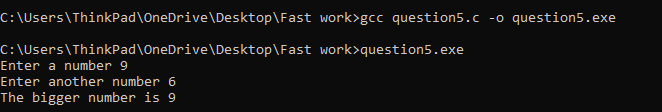 C:\Users\ThinkPad\OneDrive\Desktop\Fast work>gcc question5.c -o question5.exe
C:\Users\ThinkPad\OneDrive\Desktop\Fast work>question5.exe
Enter a number 9
Enter another number 6
The bigger number is 9